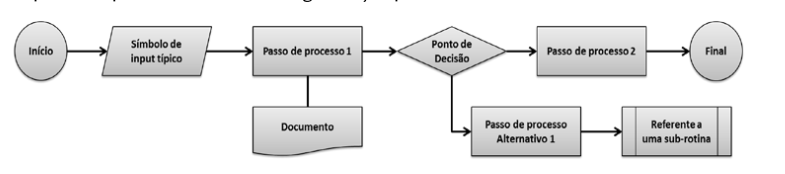 Início
Símbolo de
input típico
Passo de processo 1
Ponto de
Decisão
Passo de processo 2
Final
Documento
Passo de processo
Alternativo 1
Referente a
uma sub-rotina